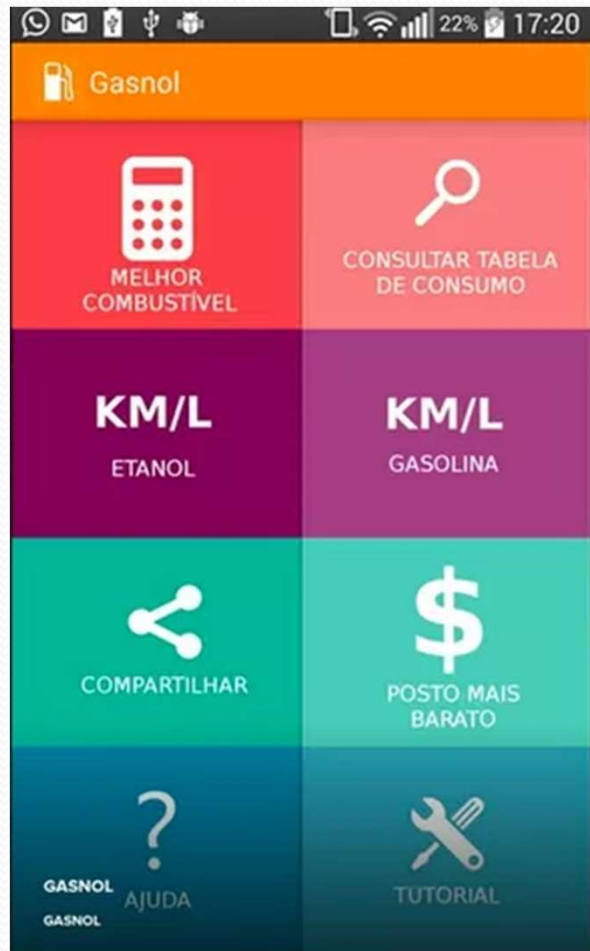 22% 17:20
Gasnol
MELHOR
COMBUSTÍVEL
CONSULTAR TABELA
DE CONSUMO
KM/L
ETANOL
KM/L
GASOLINA
COMPARTILHAR
$
POSTO MAIS
BARATO
?
AJUDA
TUTORIAL
GASNOL
GASNOL